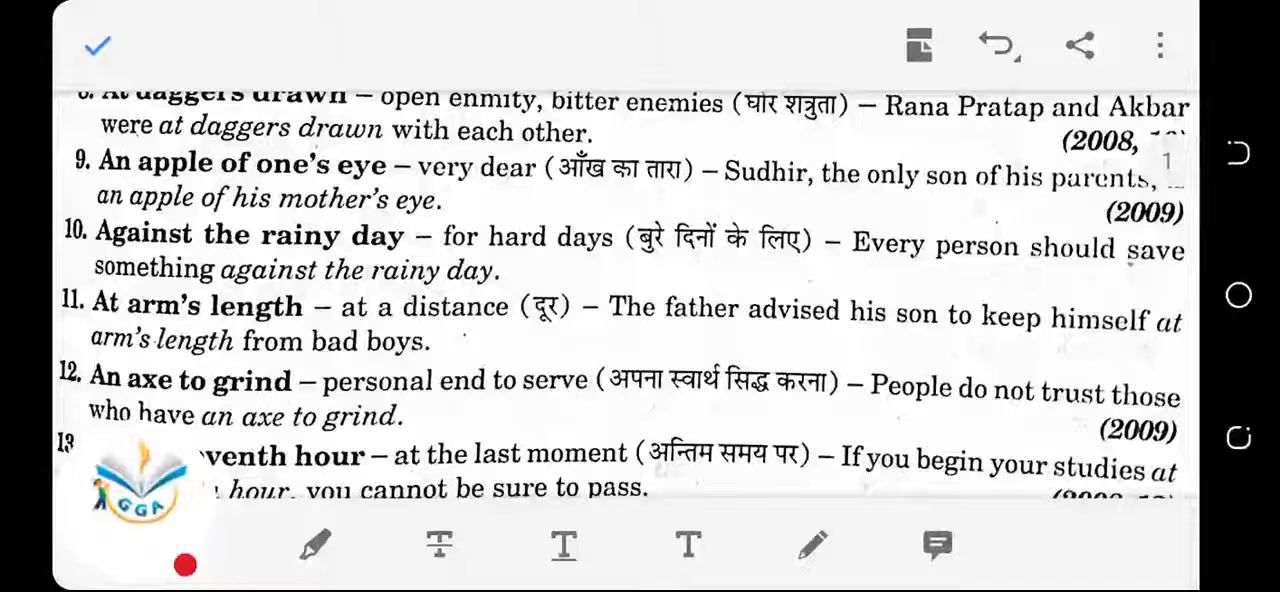 At daggers drawn – open enmity, bitter enemies (घोर शत्रुता) – Rana Pratap and Akbar
were at daggers drawn with each other. (2008,
9. An apple of one's eye – very dear (आँख का तारा) – Sudhir, the only son of his parents,
1
an apple of his mother's eye. (2009)
10. Against the rainy day – for hard days (बुरे दिनों के लिए) – Every person should save
something against the rainy day.
11. At arm's length – at a distance (दूर) – The father advised his son to keep himself at
arm's length from bad boys.
12. An axe to grind – personal end to serve (अपना स्वार्थ सिद्ध करना) – People do not trust those
who have an axe to grind. (2009)
13 venth hour – at the last moment (अन्तिम समय पर) – If you begin your studies at
hour, you cannot be sure to pass.
GGA
T T T